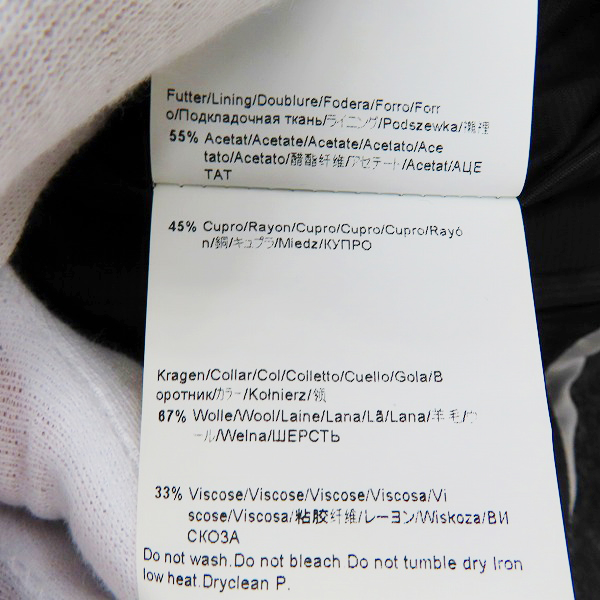 Futter/Lining/Doublure/Fodera/Forro/Forr
o/Подкладочная ткань/ライニング/Podszewka/
55% Acetat/Acetate/Acetate/Acetato/Ace
tato/Acetato/醋酯纤维/アセテート/Acetat/АЦЕ
ТАТ
45% Cupro/Rayon/Cupro/Cupro/Cupro/Rayó
n/銅/キュプラ/Miedź/КУПРО
Kragen/Collar/Col/Colletto/Cuello/Gola/В
оротник/カラー/Kołnierz/领
67% Wolle/Wool/Laine/Lana/Lã/Lana/羊毛/ウ
ール/Wełna/ШЕРСТЬ
33% Viscose/Viscose/Viscose/Viscosa/Vi
scose/Viscosa/粘胶纤维/レーヨン/Wiskoza/ВИ
СКОЗА
Do not wash.Do not bleach Do not tumble dry Iron
low heat.Dryclean P.